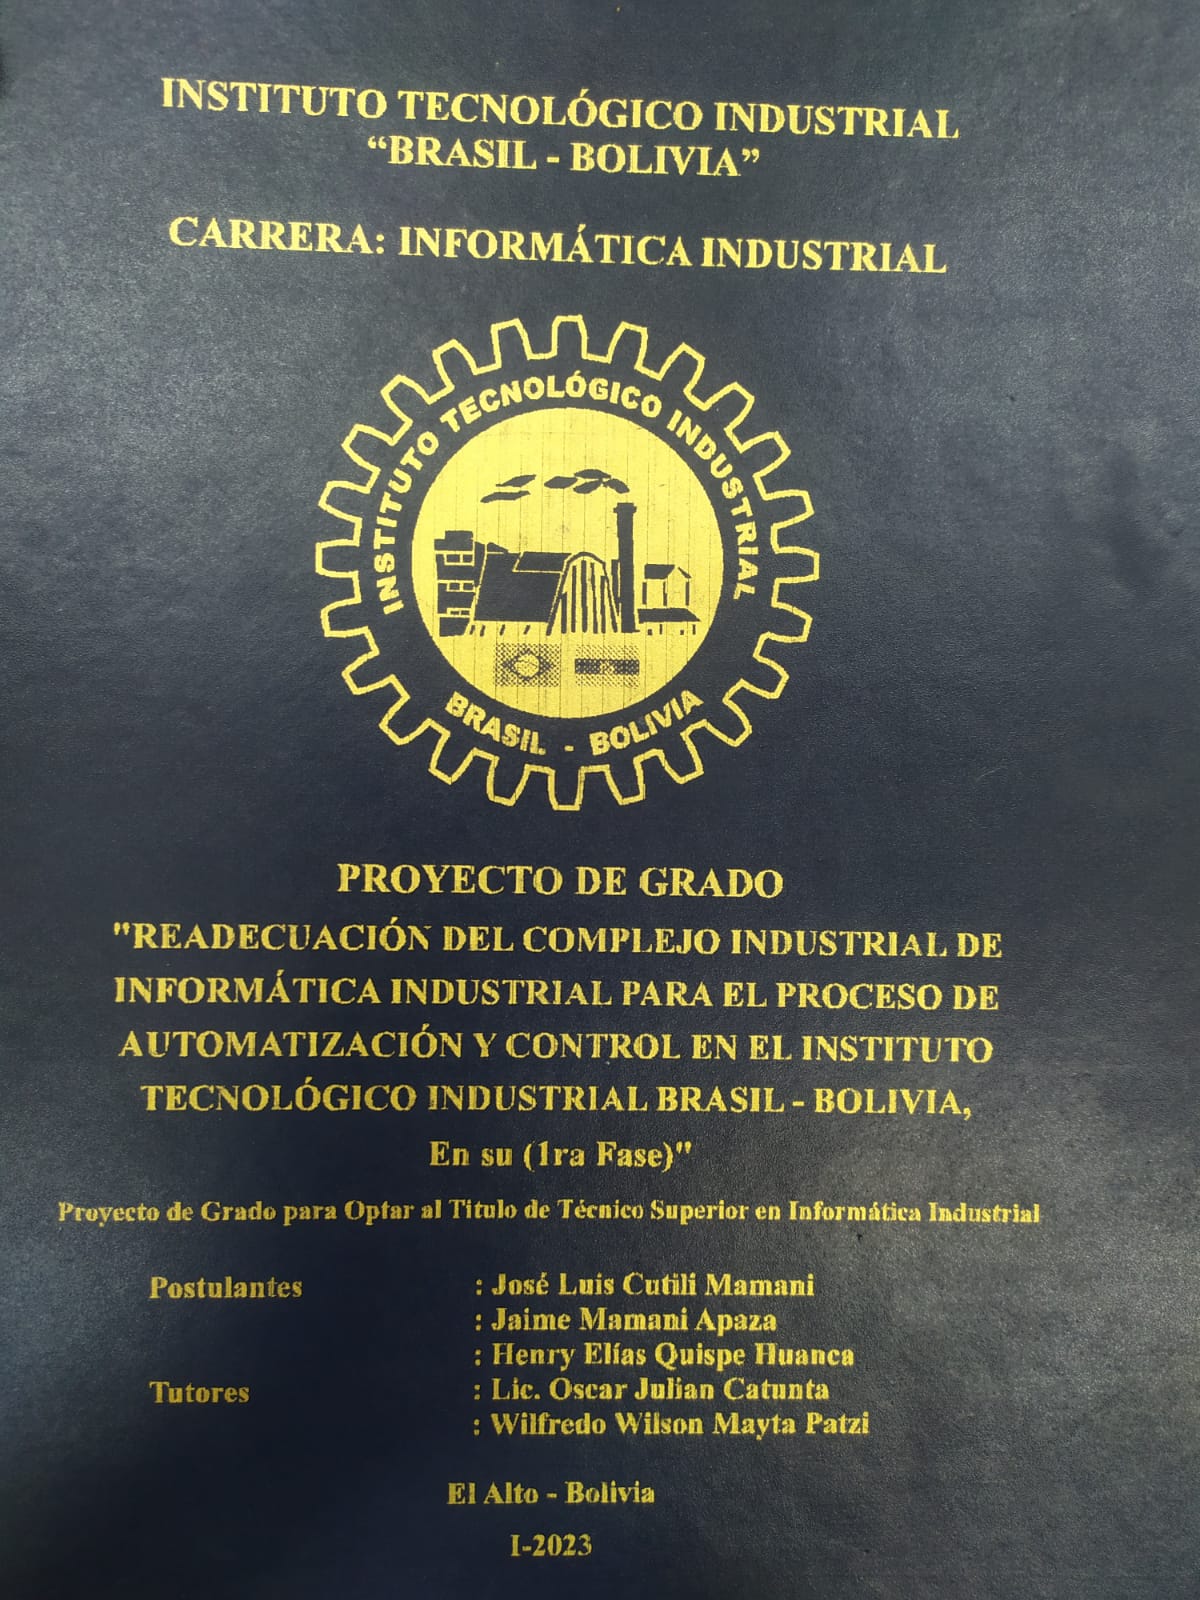 INSTITUTO TECNOLÓGICO INDUSTRIAL
“BRASIL - BOLIVIA”
CARRERA: INFORMÁTICA INDUSTRIAL
INSTITUTO TECNOLÓGICO INDUSTRIAL
BRASIL - BOLIVIA
PROYECTO DE GRADO
"READECUACIÓN DEL COMPLEJO INDUSTRIAL DE
INFORMÁTICA INDUSTRIAL PARA EL PROCESO DE
AUTOMATIZACIÓN Y CONTROL EN EL INSTITUTO
TECNOLÓGICO INDUSTRIAL BRASIL - BOLIVIA,
En su (1ra Fase)"
Proyecto de Grado para Optar al Titulo de Técnico Superior en Informática Industrial
Postulantes : José Luis Cutili Mamani
: Jaime Mamani Apaza
: Henry Elías Quispe Huanca
Tutores : Lic. Oscar Julian Catunta
: Wilfredo Wilson Mayta Patzi
El Alto - Bolivia
I-2023